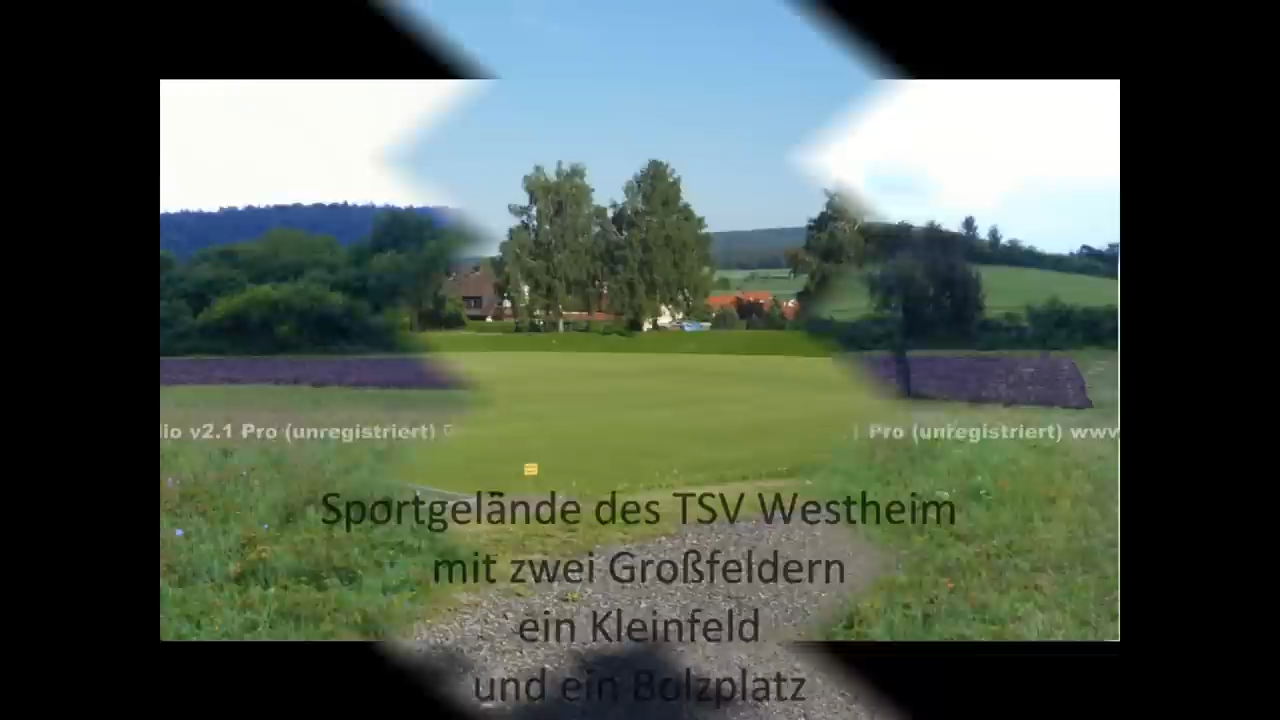 io v2.1 Pro (unregistriert)
Pro (unregistriert) www
Sportgelände des TSV Westheim
mit zwei Großfeldern
ein Kleinfeld
und ein Bolzplatz